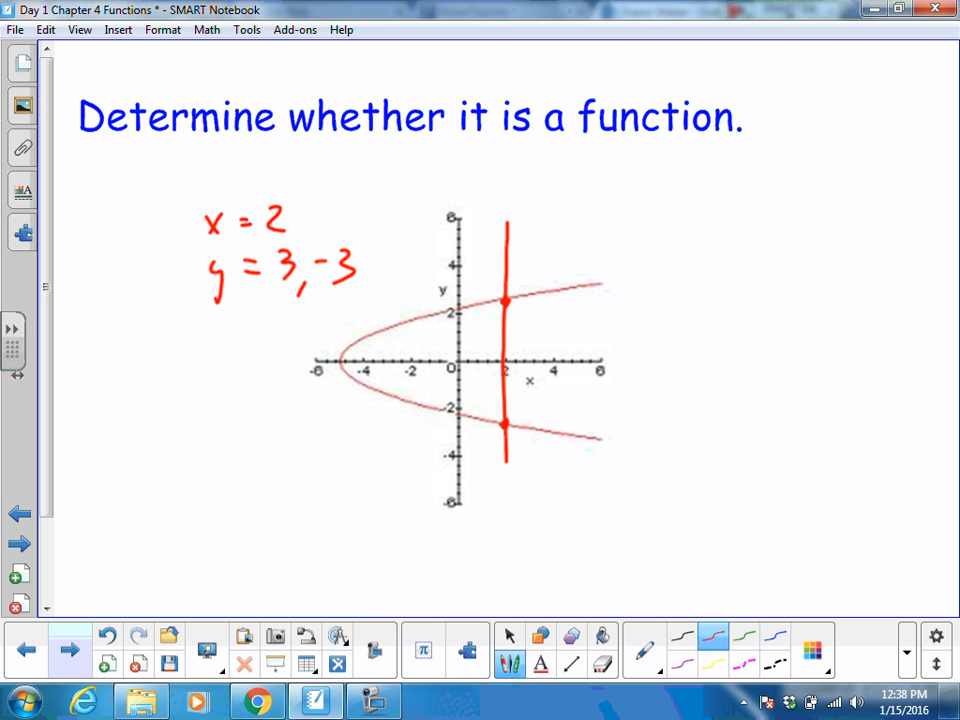 Day 1 Chapter 4 Functions * - SMART Notebook
File Edit View Insert Format Math Tools Add-ons Help
Determine whether it is a function.
x = 2
y = 3, -3
6
4
y
2
-6 -4 -2 0 2 4 6
x
-2
-4
-6
π
A
12:38 PM
1/15/2016